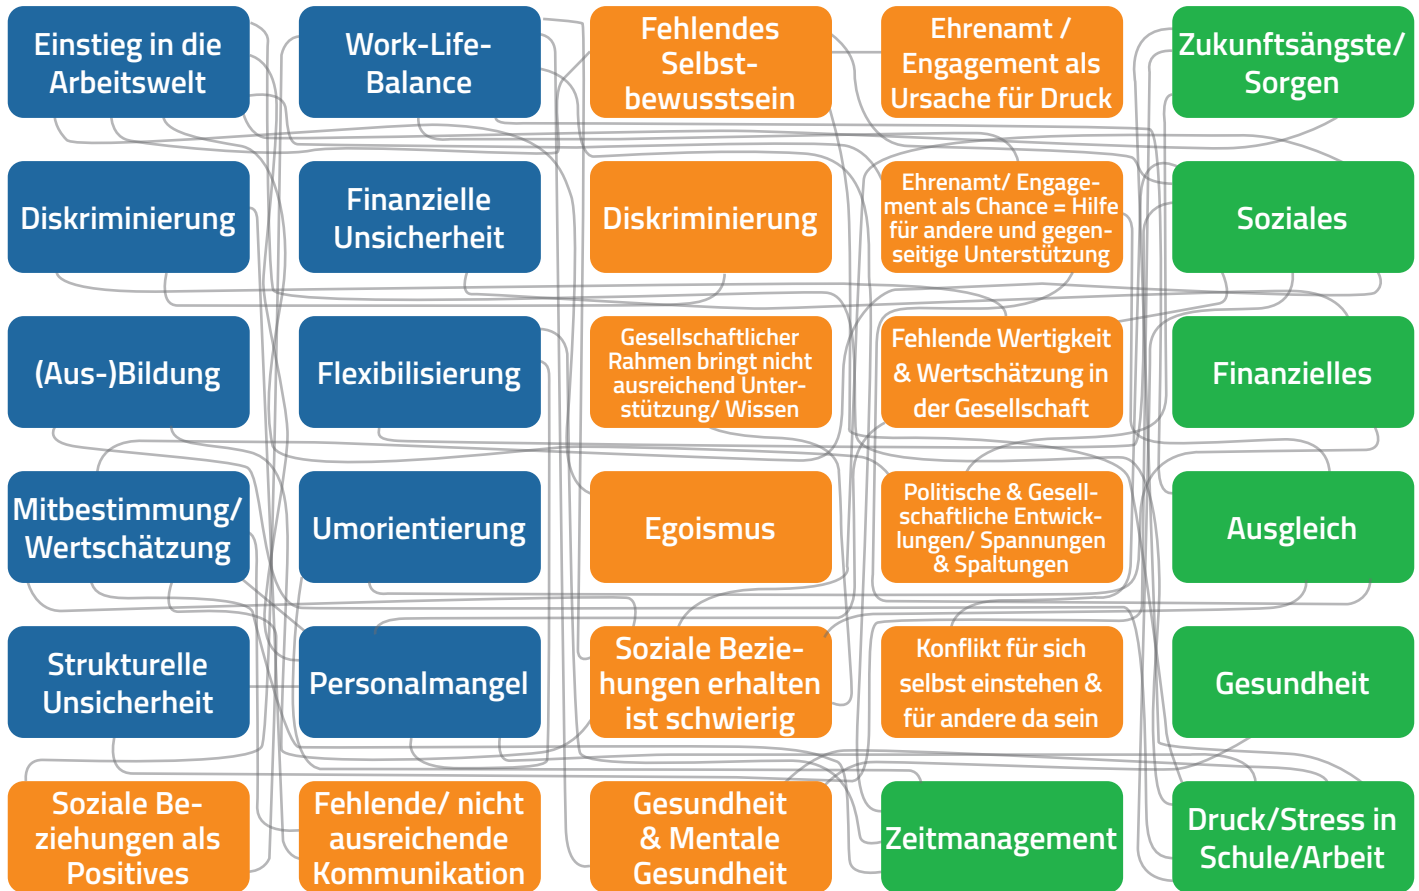 Einstieg in die
Arbeitswelt
Work-Life-
Balance
Fehlendes
Selbst-
bewusstsein
Ehrenamt /
Engagement als
Ursache für Druck
Zukunftsängste/
Sorgen
Diskriminierung
Finanzielle
Unsicherheit
Diskriminierung
Ehrenamt/ Engage-
ment als Chance = Hilfe
für andere und gegen-
seitige Unterstützung
Soziales
(Aus-)Bildung
Flexibilisierung
Gesellschaftlicher
Rahmen bringt nicht
ausreichend Unter-
stützung/ Wissen
Fehlende Wertigkeit
& Wertschätzung in
der Gesellschaft
Finanzielles
Mitbestimmung/
Wertschätzung
Umorientierung
Egoismus
Politische & Gesell-
schaftliche Entwick-
lungen/ Spannungen
& Spaltungen
Ausgleich
Strukturelle
Unsicherheit
Personalmangel
Soziale Bezie-
hungen erhalten
ist schwierig
Konflikt für sich
selbst einstehen &
für andere da sein
Gesundheit
Soziale Be-
ziehungen als
Positives
Fehlende/ nicht
ausreichende
Kommunikation
Gesundheit
& Mentale
Gesundheit
Zeitmanagement
Druck/Stress in
Schule/Arbeit